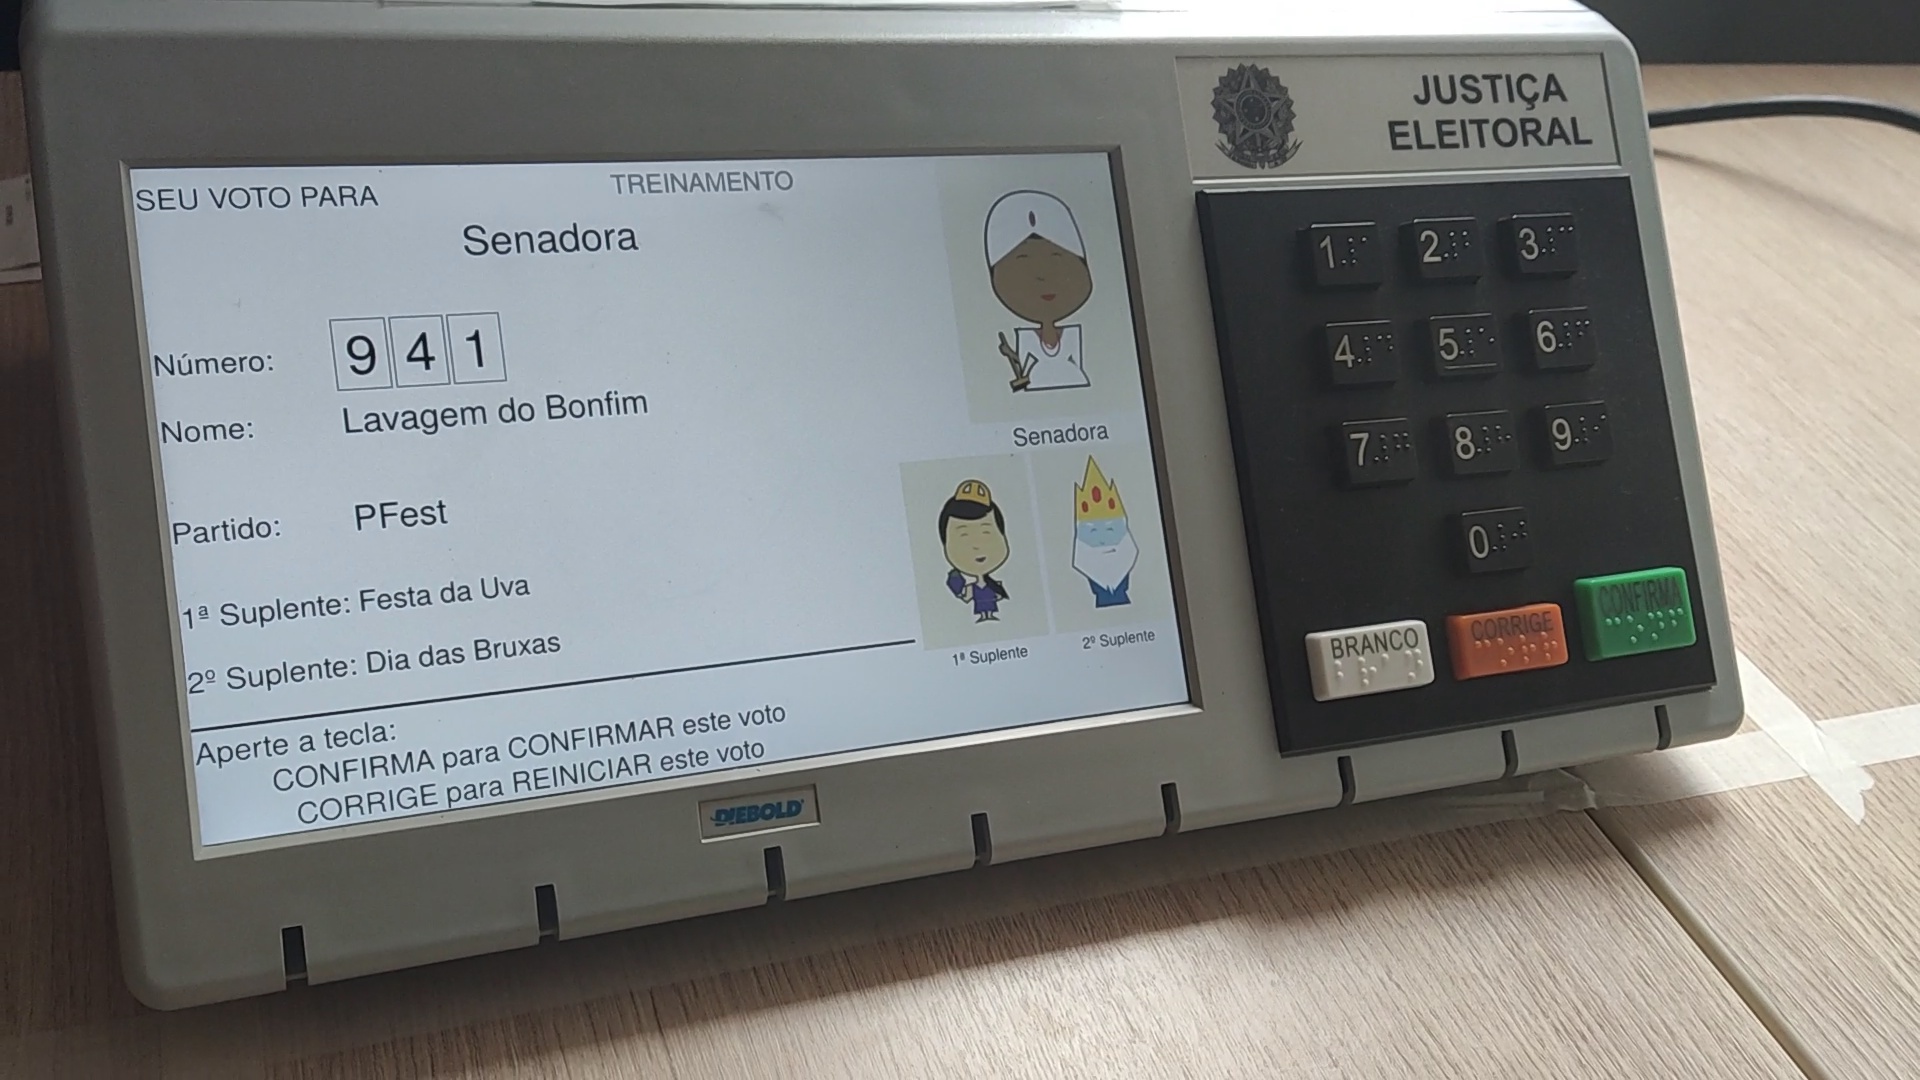 SEU VOTO PARA
TREINAMENTO
Senadora
Número: 9 4 1
Nome: Lavagem do Bonfim
Partido: PFest
1ª Suplente: Festa da Uva
2º Suplente: Dia das Bruxas
Senadora
1ª Suplente
2º Suplente
Aperte a tecla:
CONFIRMA para CONFIRMAR este voto
CORRIGE para REINICIAR este voto
DIEBOLD
JUSTIÇA
ELEITORAL
1 2 3
4 5 6
7 8 9
0
BRANCO CORRIGE CONFIRMA